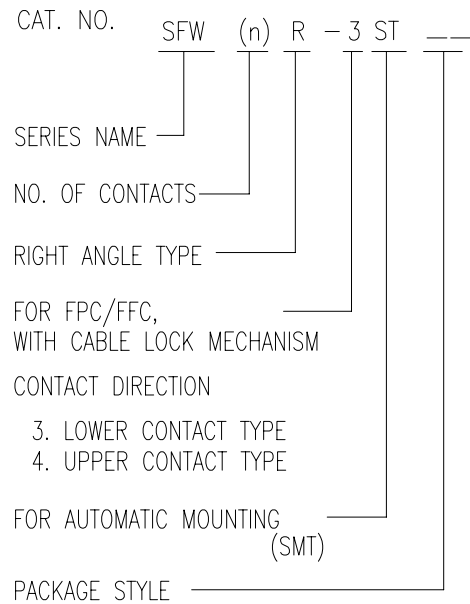 CAT. NO. SFW (n) R - 3 ST __
SERIES NAME
NO. OF CONTACTS
RIGHT ANGLE TYPE
FOR FPC/FFC,
WITH CABLE LOCK MECHANISM
CONTACT DIRECTION
3. LOWER CONTACT TYPE
4. UPPER CONTACT TYPE
FOR AUTOMATIC MOUNTING
(SMT)
PACKAGE STYLE